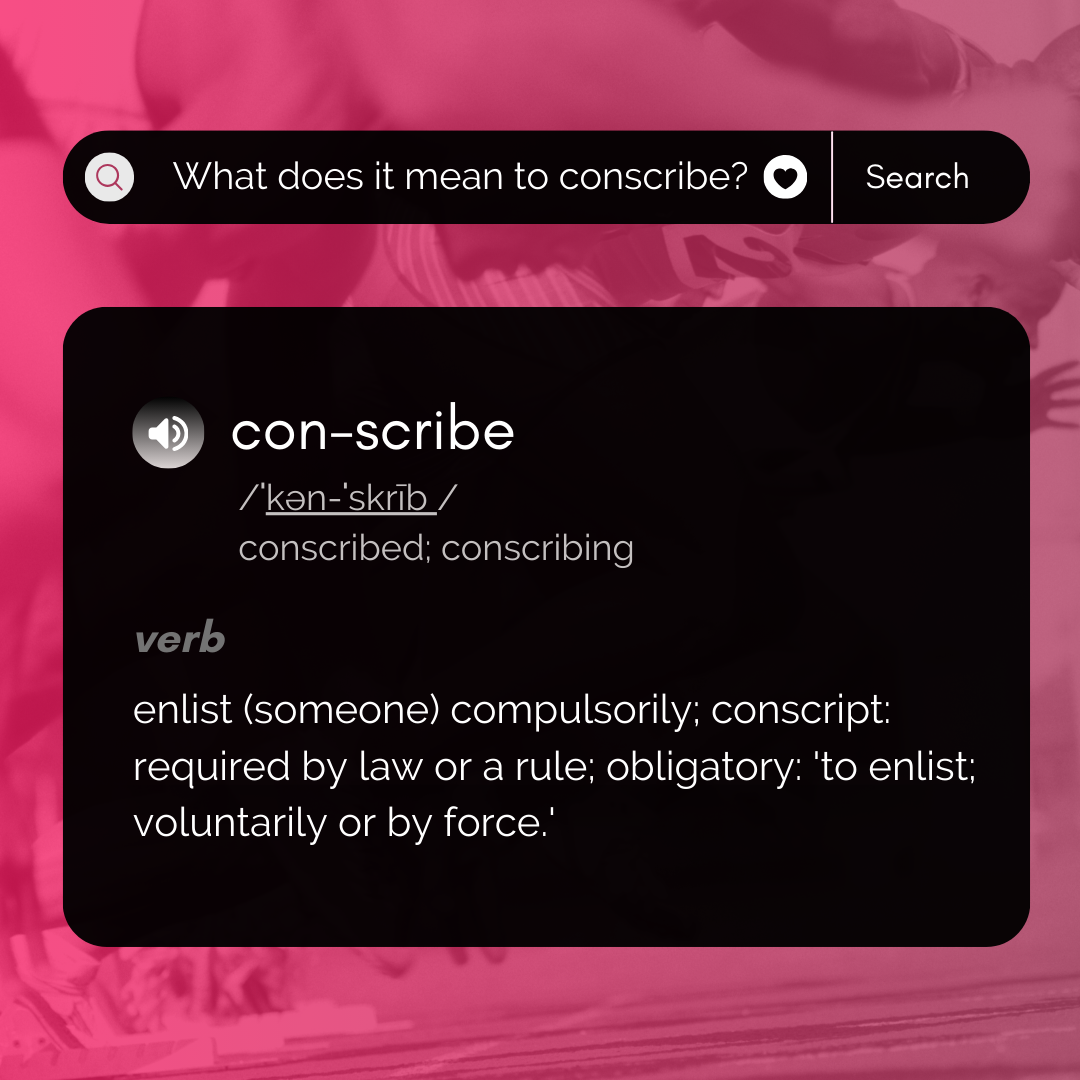 What does it mean to conscribe?
Search
con-scribe
/ˈkən-ˈskrīb /
conscribed; conscribing
verb
enlist (someone) compulsorily; conscript:
required by law or a rule; obligatory: 'to enlist;
voluntarily or by force.'